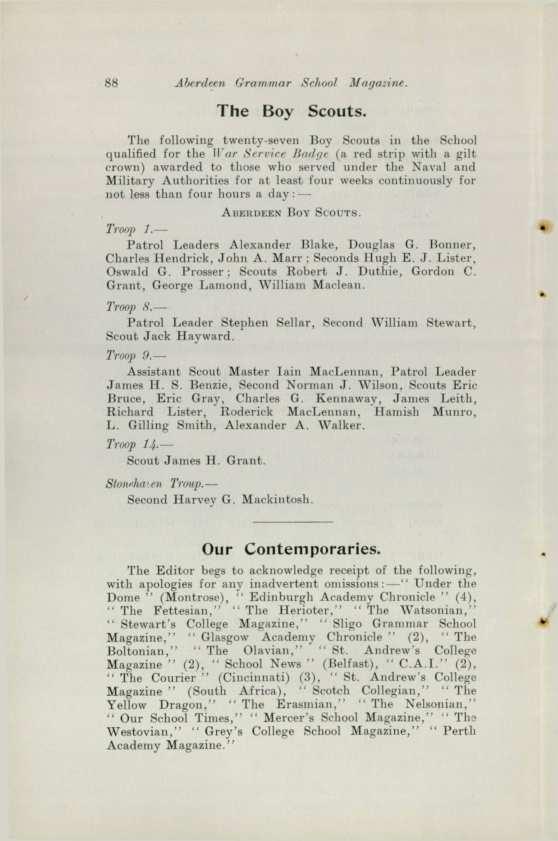 88 Aberdeen Grammar School Magazine.
The Boy Scouts.
The following twenty-seven Boy Scouts in the School
qualified for the War Service Badge (a red strip with a gilt
crown) awarded to those who served under the Naval and
Military Authorities for at least four weeks continuously for
not less than four hours a day:—
ABERDEEN BOY SCOUTS.
Troop 1.—
Patrol Leaders Alexander Blake, Douglas G. Bonner,
Charles Hendrick, John A. Marr; Seconds Hugh E. J. Lister,
Oswald G. Prosser; Scouts Robert J. Duthie, Gordon C.
Grant, George Lamond, William Maclean.
Troop 8.—
Patrol Leader Stephen Sellar, Second William Stewart,
Scout Jack Hayward.
Troop 9.—
Assistant Scout Master Iain MacLennan, Patrol Leader
James H. S. Benzie, Second Norman J. Wilson, Scouts Eric
Bruce, Eric Gray, Charles G. Kennaway, James Leith,
Richard Lister, Roderick MacLennan, Hamish Munro,
L. Gilling Smith, Alexander A. Walker.
Troop 14.—
Scout James H. Grant.
Stonehaven Troop.—
Second Harvey G. Mackintosh.
Our Contemporaries.
The Editor begs to acknowledge receipt of the following,
with apologies for any inadvertent omissions:—“ Under the
Dome ” (Montrose), “ Edinburgh Academy Chronicle ” (4),
“ The Fettesian,” “ The Herioter,” “ The Watsonian,”
“ Stewart's College Magazine,” “ Sligo Grammar School
Magazine,” “ Glasgow Academy Chronicle ” (2), “ The
Boltonian,” “ The Olavian,” “ St. Andrew's College
Magazine ” (2), “ School News ” (Belfast), “ C.A.I.” (2),
“ The Courier ” (Cincinnati) (3), “ St. Andrew's College
Magazine ” (South Africa), “ Scotch Collegian,” “ The
Yellow Dragon,” “ The Erasmian,” “ The Nelsonian,”
“ Our School Times,” “ Mercer's School Magazine,” “ The
Westovian,” “ Grey's College School Magazine,” “ Perth
Academy Magazine.”